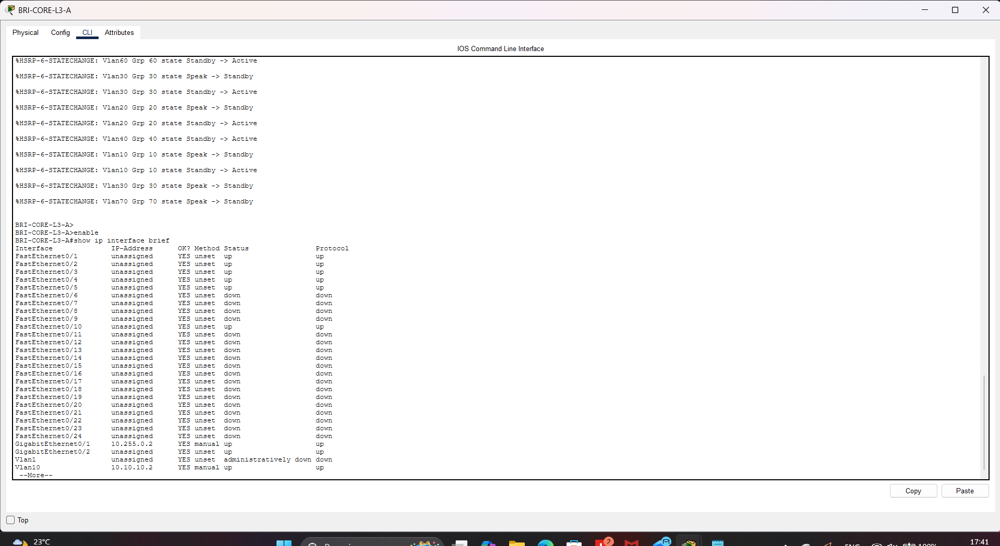 BRI-CORE-L3-A
Physical Config CLI Attributes
IOS Command Line Interface
%HSRP-6-STATECHANGE: Vlan60 Grp 60 state Standby -> Active
%HSRP-6-STATECHANGE: Vlan30 Grp 30 state Speak -> Standby
%HSRP-6-STATECHANGE: Vlan30 Grp 30 state Standby -> Active
%HSRP-6-STATECHANGE: Vlan20 Grp 20 state Speak -> Standby
%HSRP-6-STATECHANGE: Vlan20 Grp 20 state Standby -> Active
%HSRP-6-STATECHANGE: Vlan40 Grp 40 state Standby -> Active
%HSRP-6-STATECHANGE: Vlan10 Grp 10 state Speak -> Standby
%HSRP-6-STATECHANGE: Vlan10 Grp 10 state Standby -> Active
%HSRP-6-STATECHANGE: Vlan30 Grp 30 state Speak -> Standby
%HSRP-6-STATECHANGE: Vlan70 Grp 70 state Speak -> Standby
BRI-CORE-L3-A>
BRI-CORE-L3-A>enable
BRI-CORE-L3-A#show ip interface brief
Interface IP-Address OK? Method Status Protocol
FastEthernet0/1 unassigned YES unset up up
FastEthernet0/2 unassigned YES unset up up
FastEthernet0/3 unassigned YES unset up up
FastEthernet0/4 unassigned YES unset up up
FastEthernet0/5 unassigned YES unset up up
FastEthernet0/6 unassigned YES unset down down
FastEthernet0/7 unassigned YES unset down down
FastEthernet0/8 unassigned YES unset down down
FastEthernet0/9 unassigned YES unset down down
FastEthernet0/10 unassigned YES unset up up
FastEthernet0/11 unassigned YES unset down down
FastEthernet0/12 unassigned YES unset down down
FastEthernet0/13 unassigned YES unset down down
FastEthernet0/14 unassigned YES unset down down
FastEthernet0/15 unassigned YES unset down down
FastEthernet0/16 unassigned YES unset down down
FastEthernet0/17 unassigned YES unset down down
FastEthernet0/18 unassigned YES unset down down
FastEthernet0/19 unassigned YES unset down down
FastEthernet0/20 unassigned YES unset down down
FastEthernet0/21 unassigned YES unset down down
FastEthernet0/22 unassigned YES unset down down
FastEthernet0/23 unassigned YES unset down down
FastEthernet0/24 unassigned YES unset down down
GigabitEthernet0/1 10.255.0.2 YES manual up up
GigabitEthernet0/2 unassigned YES unset up up
Vlan1 unassigned YES unset administratively down down
Vlan10 10.10.10.2 YES manual up up
--More--
Copy Paste
Top
23°C
2
17:41